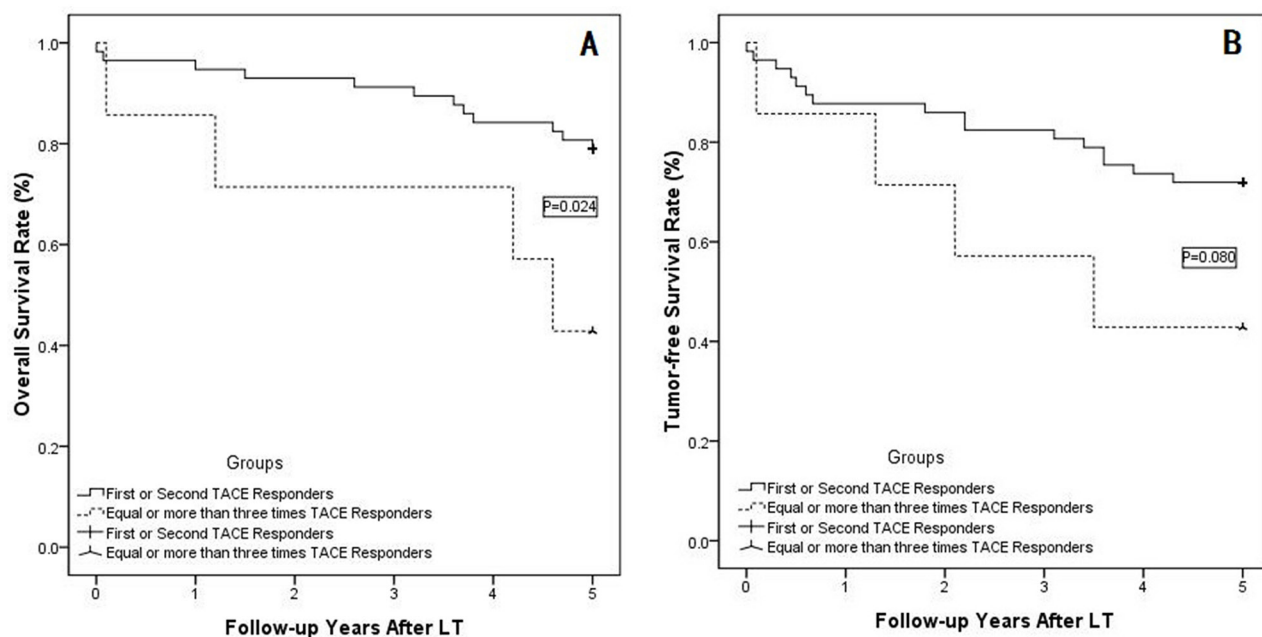 A
Overall Survival Rate (%)
1.0
0.8
0.6
0.4
0.2
0.0
P=0.024
Groups
First or Second TACE Responders
Equal or more than three times TACE Responders
First or Second TACE Responders
Equal or more than three times TACE Responders
0 1 2 3 4 5
Follow-up Years After LT
B
Tumor-free Survival Rate (%)
1.0
0.8
0.6
0.4
0.2
0.0
P=0.080
Groups
First or Second TACE Responders
Equal or more than three times TACE Responders
First or Second TACE Responders
Equal or more than three times TACE Responders
0 1 2 3 4 5
Follow-up Years After LT